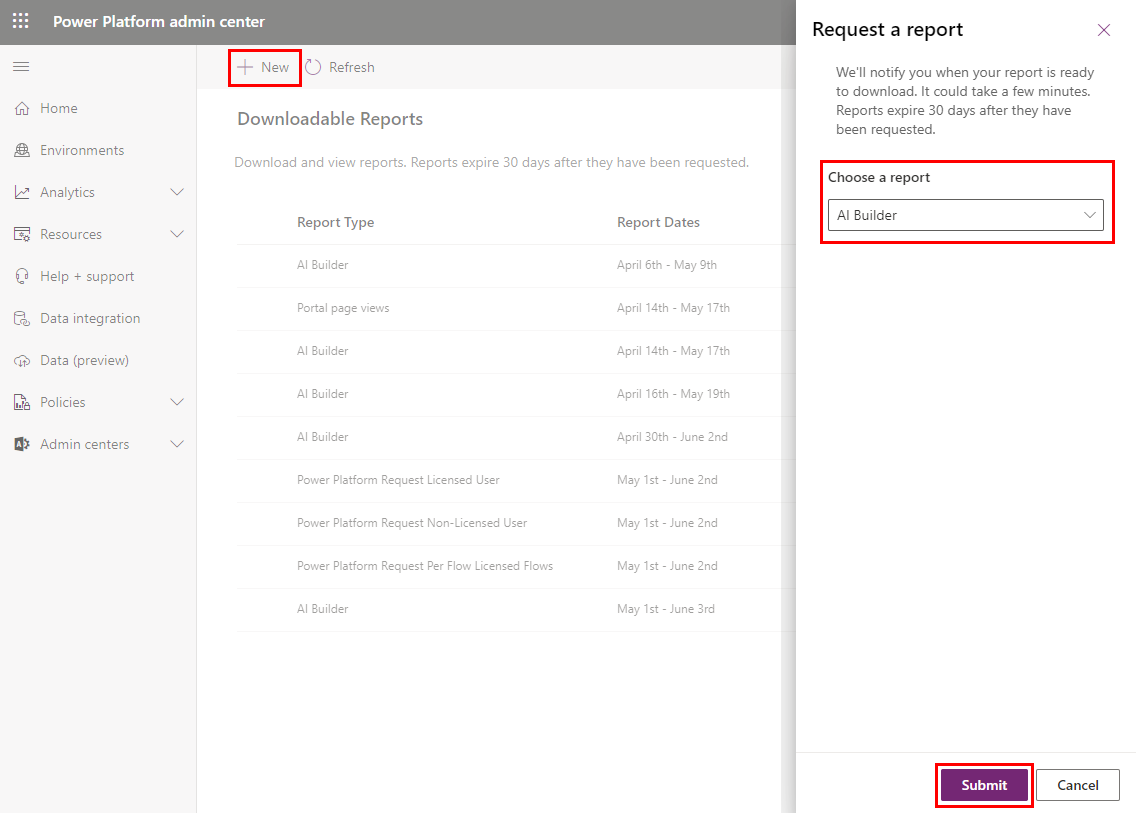 Power Platform admin center
Home
Environments
Analytics
Resources
Help + support
Data integration
Data (preview)
Policies
Admin centers
New Refresh
Downloadable Reports
Download and view reports. Reports expire 30 days after they have been requested.
Report Type Report Dates
AI Builder April 6th - May 9th
Portal page views April 14th - May 17th
AI Builder April 14th - May 17th
AI Builder April 16th - May 19th
AI Builder April 30th - June 2nd
Power Platform Request Licensed User May 1st - June 2nd
Power Platform Request Non-Licensed User May 1st - June 2nd
Power Platform Request Per Flow Licensed Flows May 1st - June 2nd
AI Builder May 1st - June 3rd
Request a report
We'll notify you when your report is ready
to download. It could take a few minutes.
Reports expire 30 days after they have
been requested.
Choose a report
AI Builder
Submit Cancel